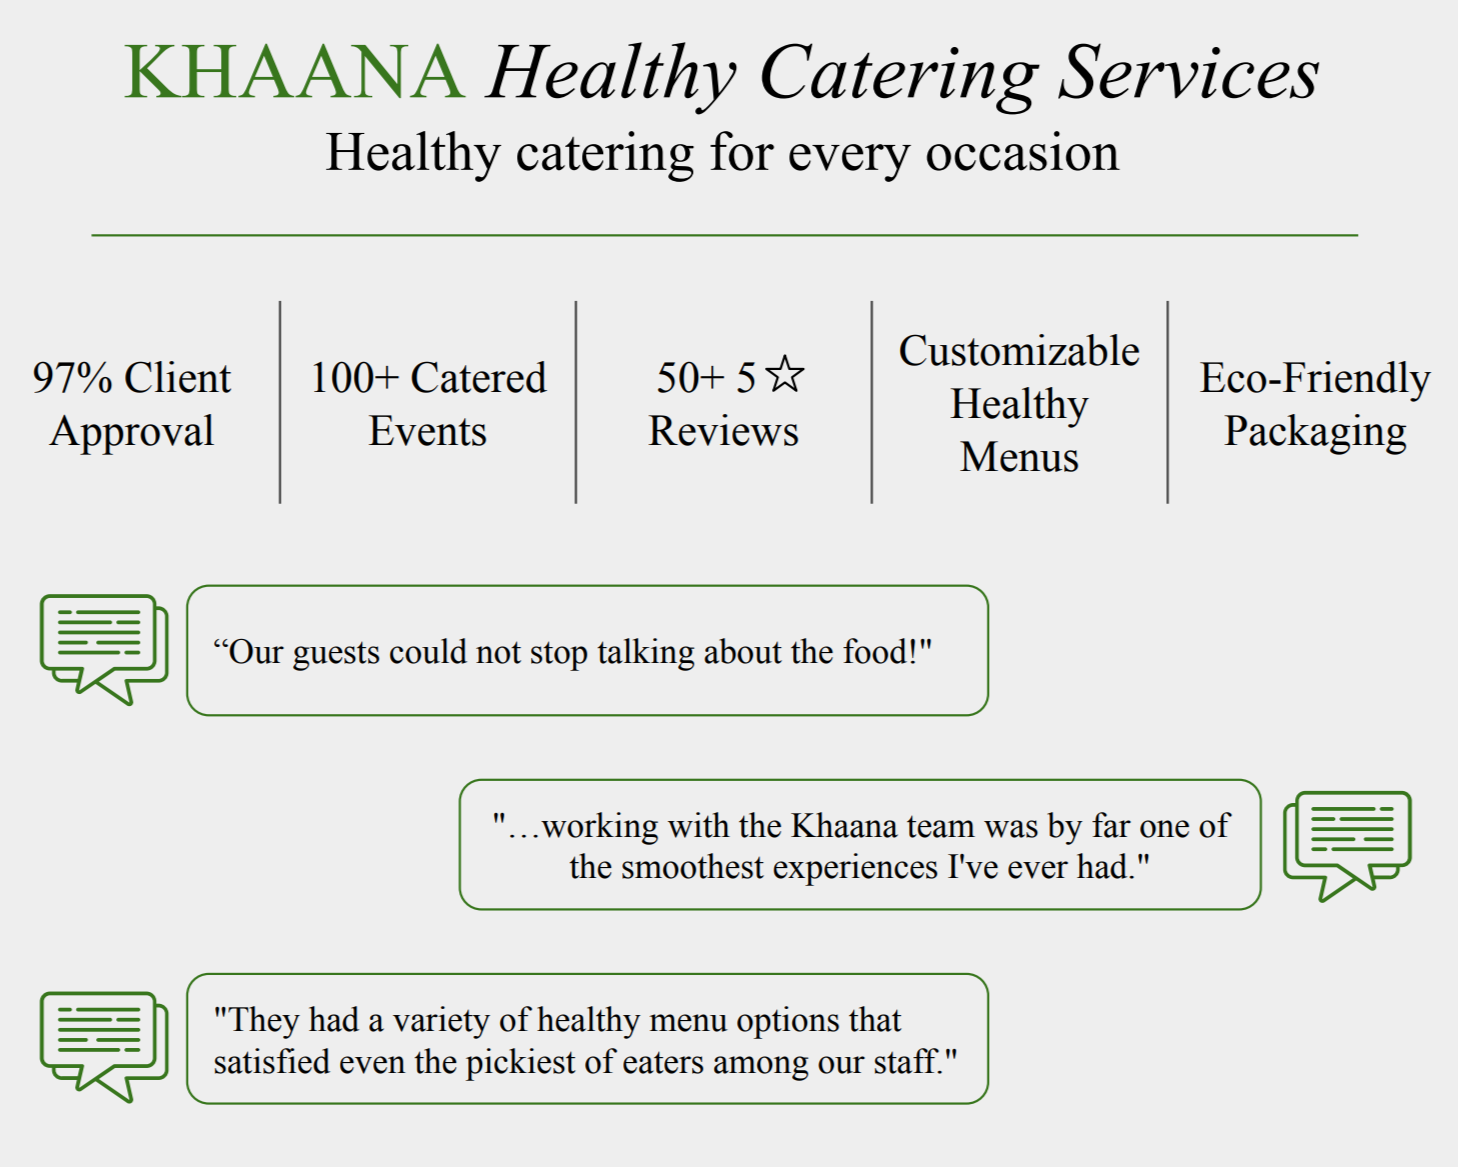 KHAANA Healthy Catering Services
Healthy catering for every occasion
97% Client
Approval
100+ Catered
Events
50+ 5☆
Reviews
Customizable
Healthy
Menus
Eco-Friendly
Packaging
“Our guests could not stop talking about the food!"
"…working with the Khaana team was by far one of
the smoothest experiences I've ever had."
"They had a variety of healthy menu options that
satisfied even the pickiest of eaters among our staff."